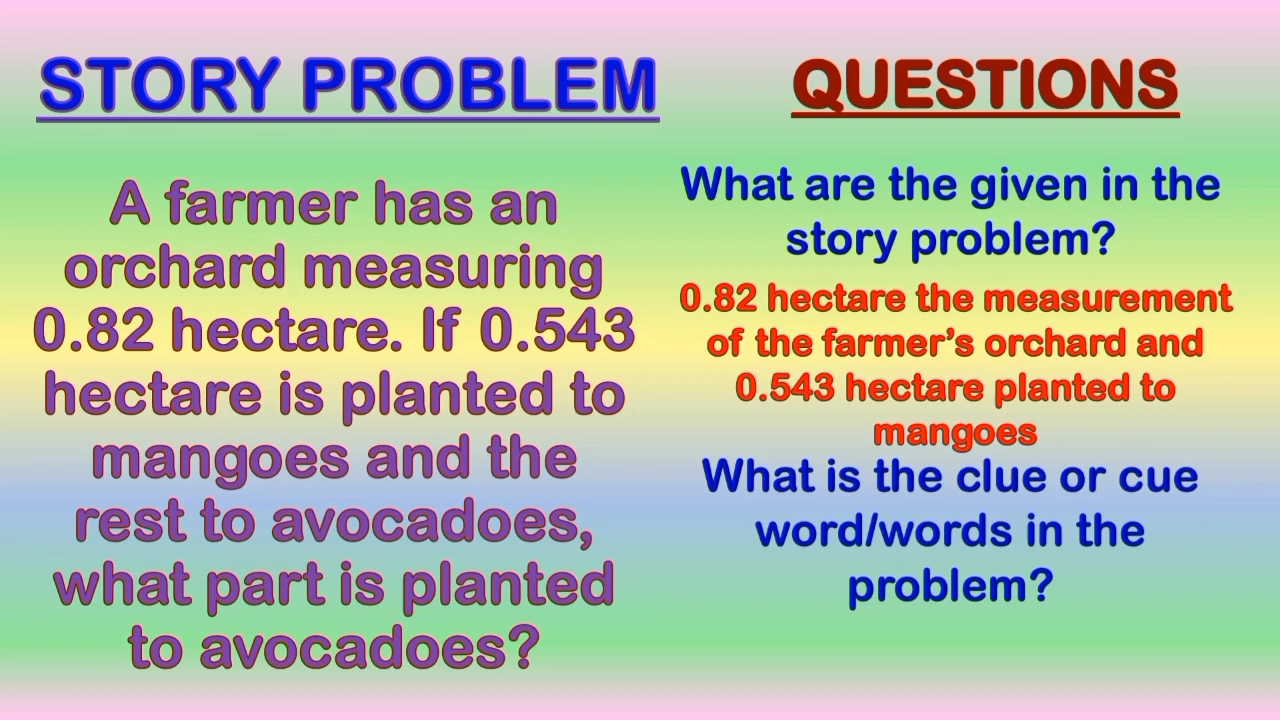 STORY PROBLEM
A farmer has an
orchard measuring
0.82 hectare. If 0.543
hectare is planted to
mangoes and the
rest to avocadoes,
what part is planted
to avocadoes?
QUESTIONS
What are the given in the
story problem?
0.82 hectare the measurement
of the farmer's orchard and
0.543 hectare planted to
mangoes
What is the clue or cue
word/words in the
problem?